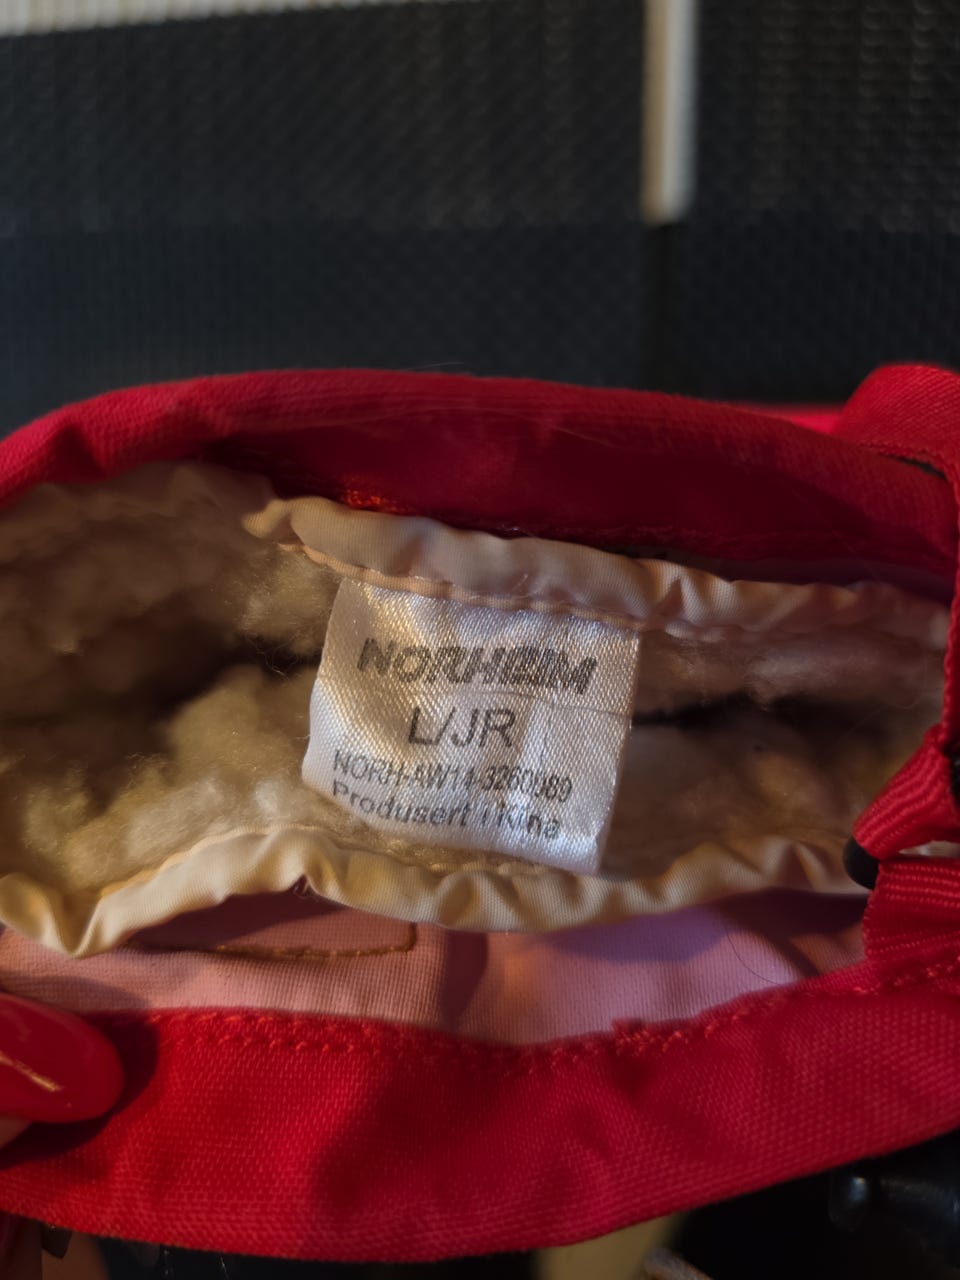 NORHEIM
L/JR
NORH-AW14-3260989
Produsert i Kina